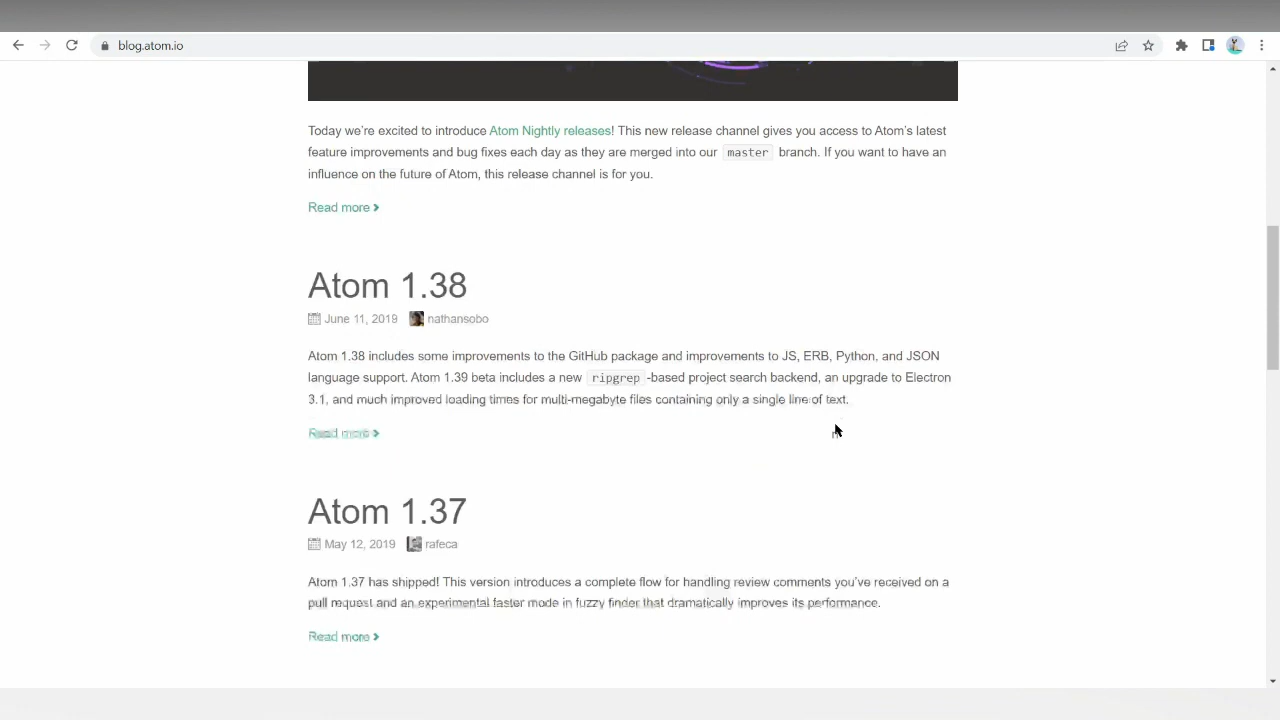 blog.atom.io
Today we're excited to introduce Atom Nightly releases! This new release channel gives you access to Atom's latest
feature improvements and bug fixes each day as they are merged into our master branch. If you want to have an
influence on the future of Atom, this release channel is for you.
Read more
Atom 1.38
June 11, 2019 nathansobo
Atom 1.38 includes some improvements to the GitHub package and improvements to JS, ERB, Python, and JSON
language support. Atom 1.39 beta includes a new ripgrep-based project search backend, an upgrade to Electron
3.1, and much improved loading times for multi-megabyte files containing only a single line of text.
Read more
Atom 1.37
May 12, 2019 rafeca
Atom 1.37 has shipped! This version introduces a complete flow for handling review comments you've received on a
pull request and an experimental faster mode in fuzzy finder that dramatically improves its performance.
Read more